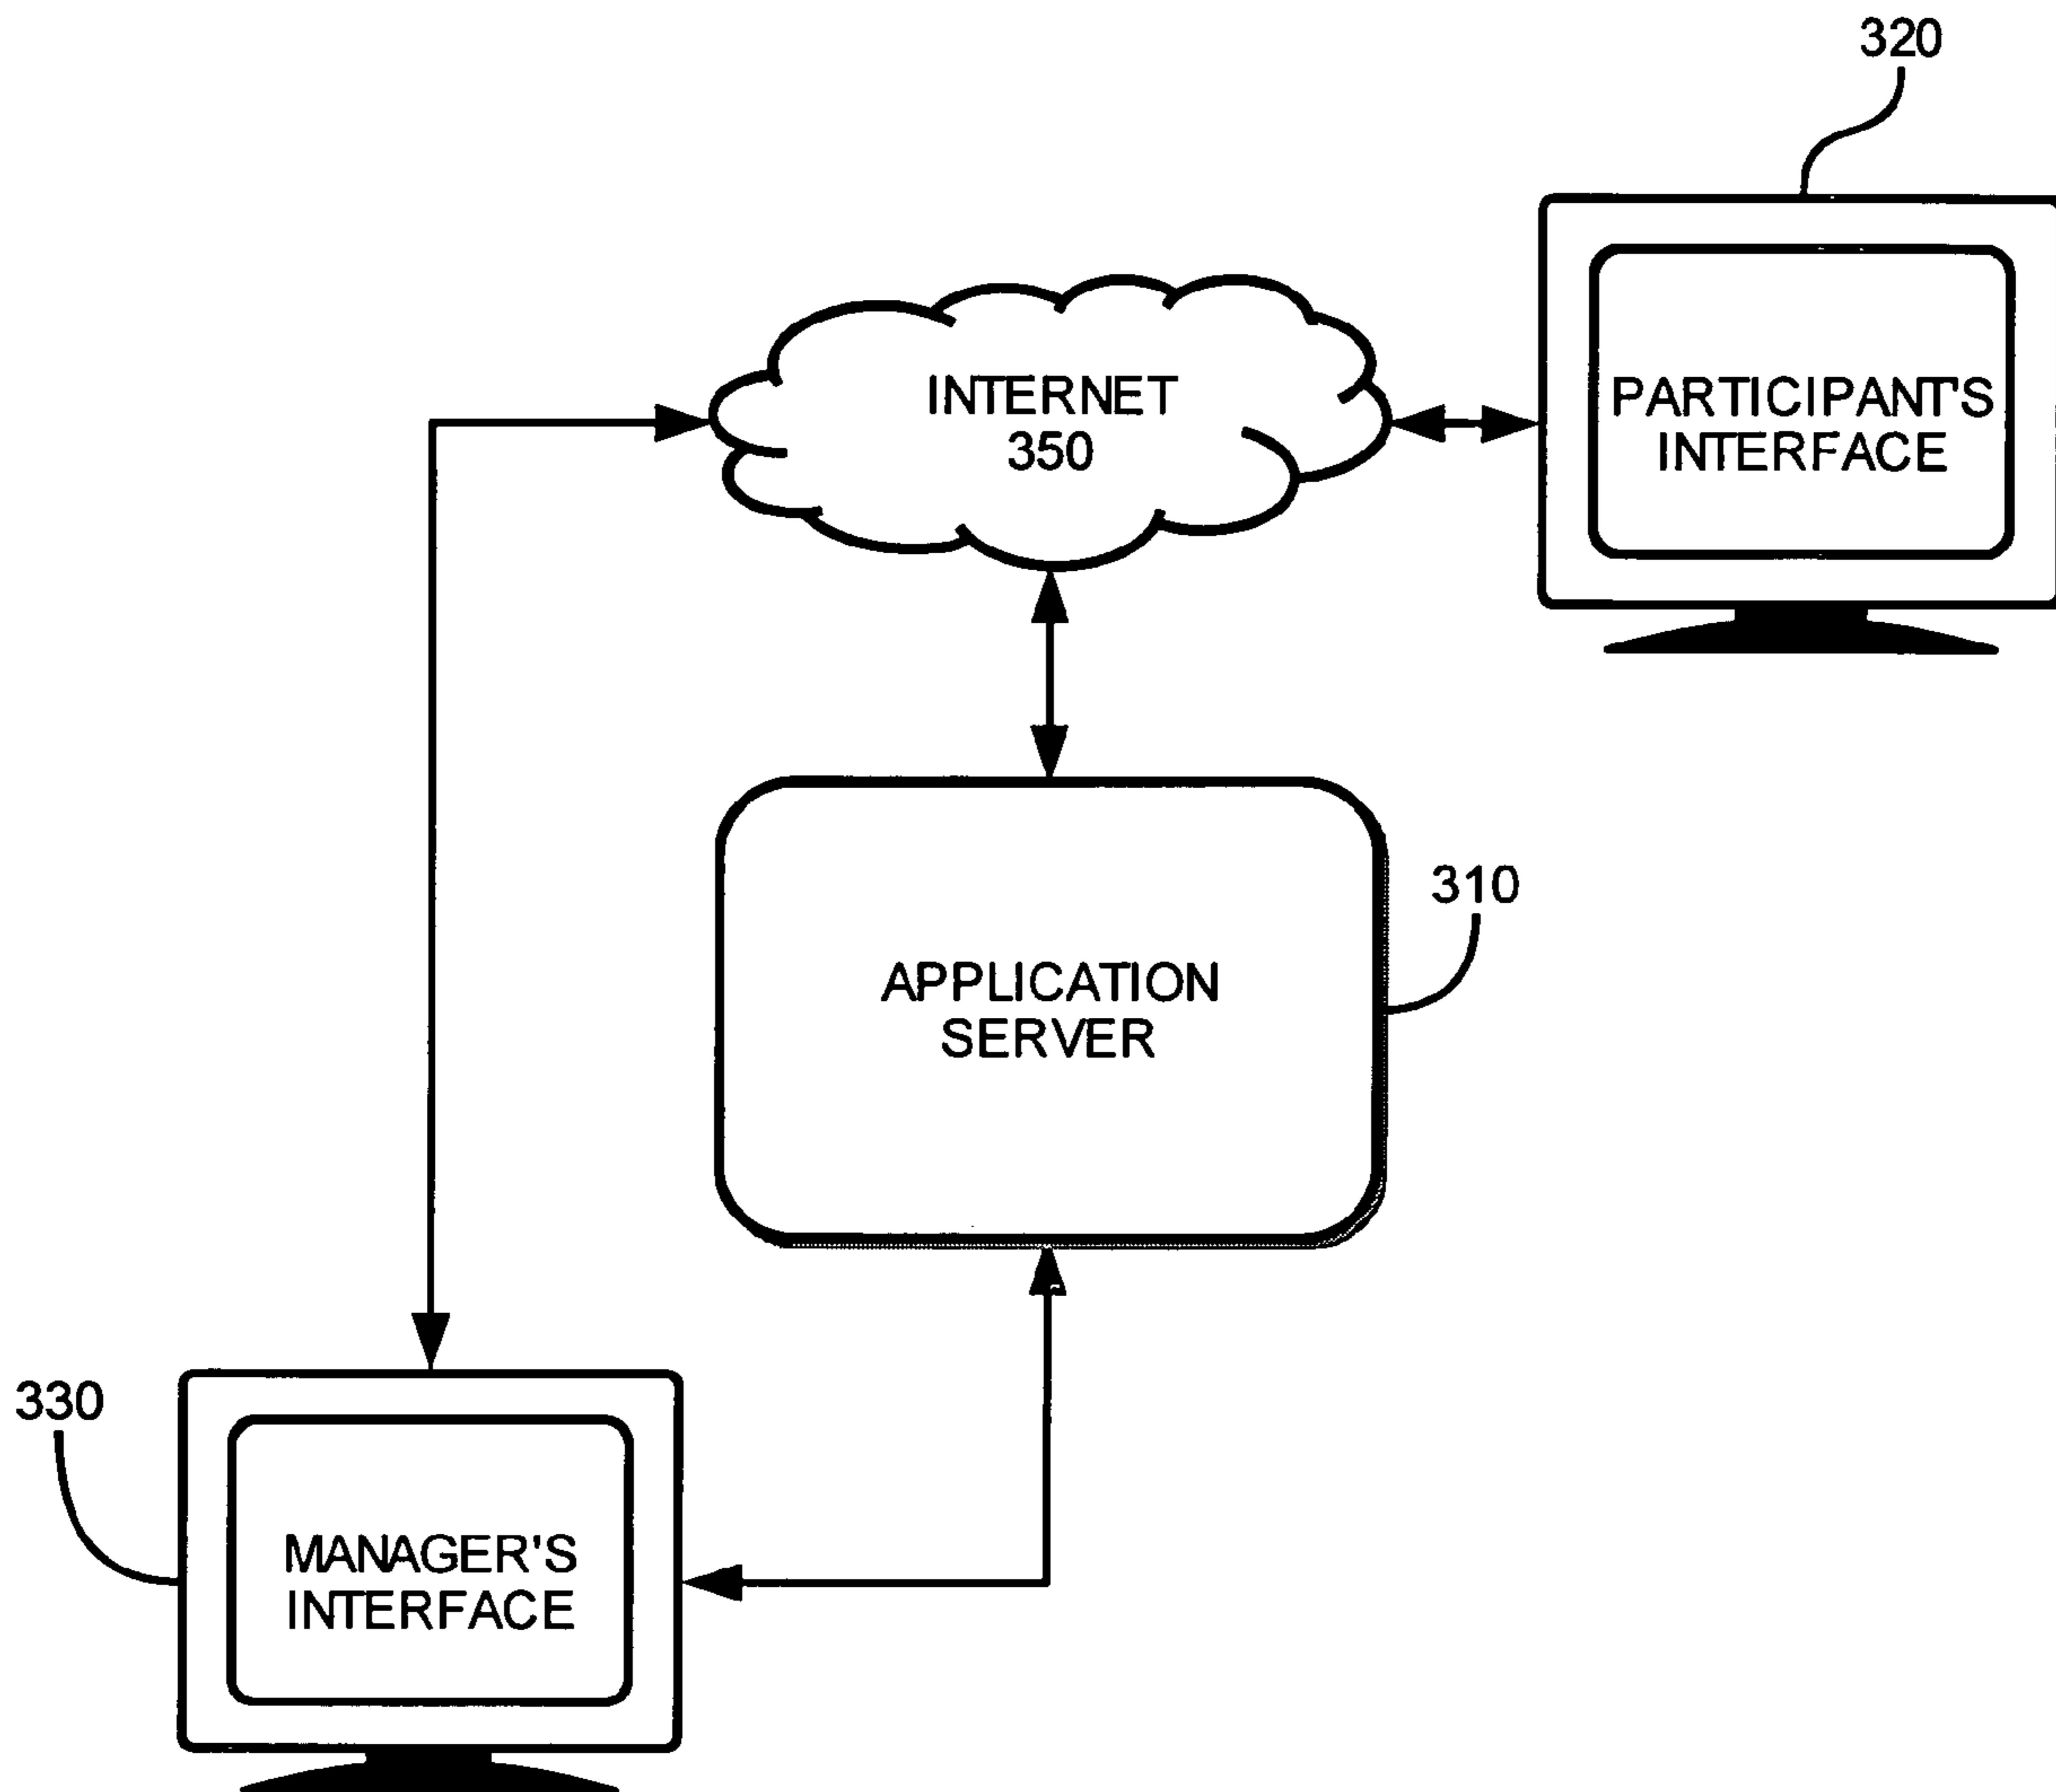 320
INTERNET
350
PARTICIPANT'S
INTERFACE
310
APPLICATION
SERVER
330
MANAGER'S
INTERFACE